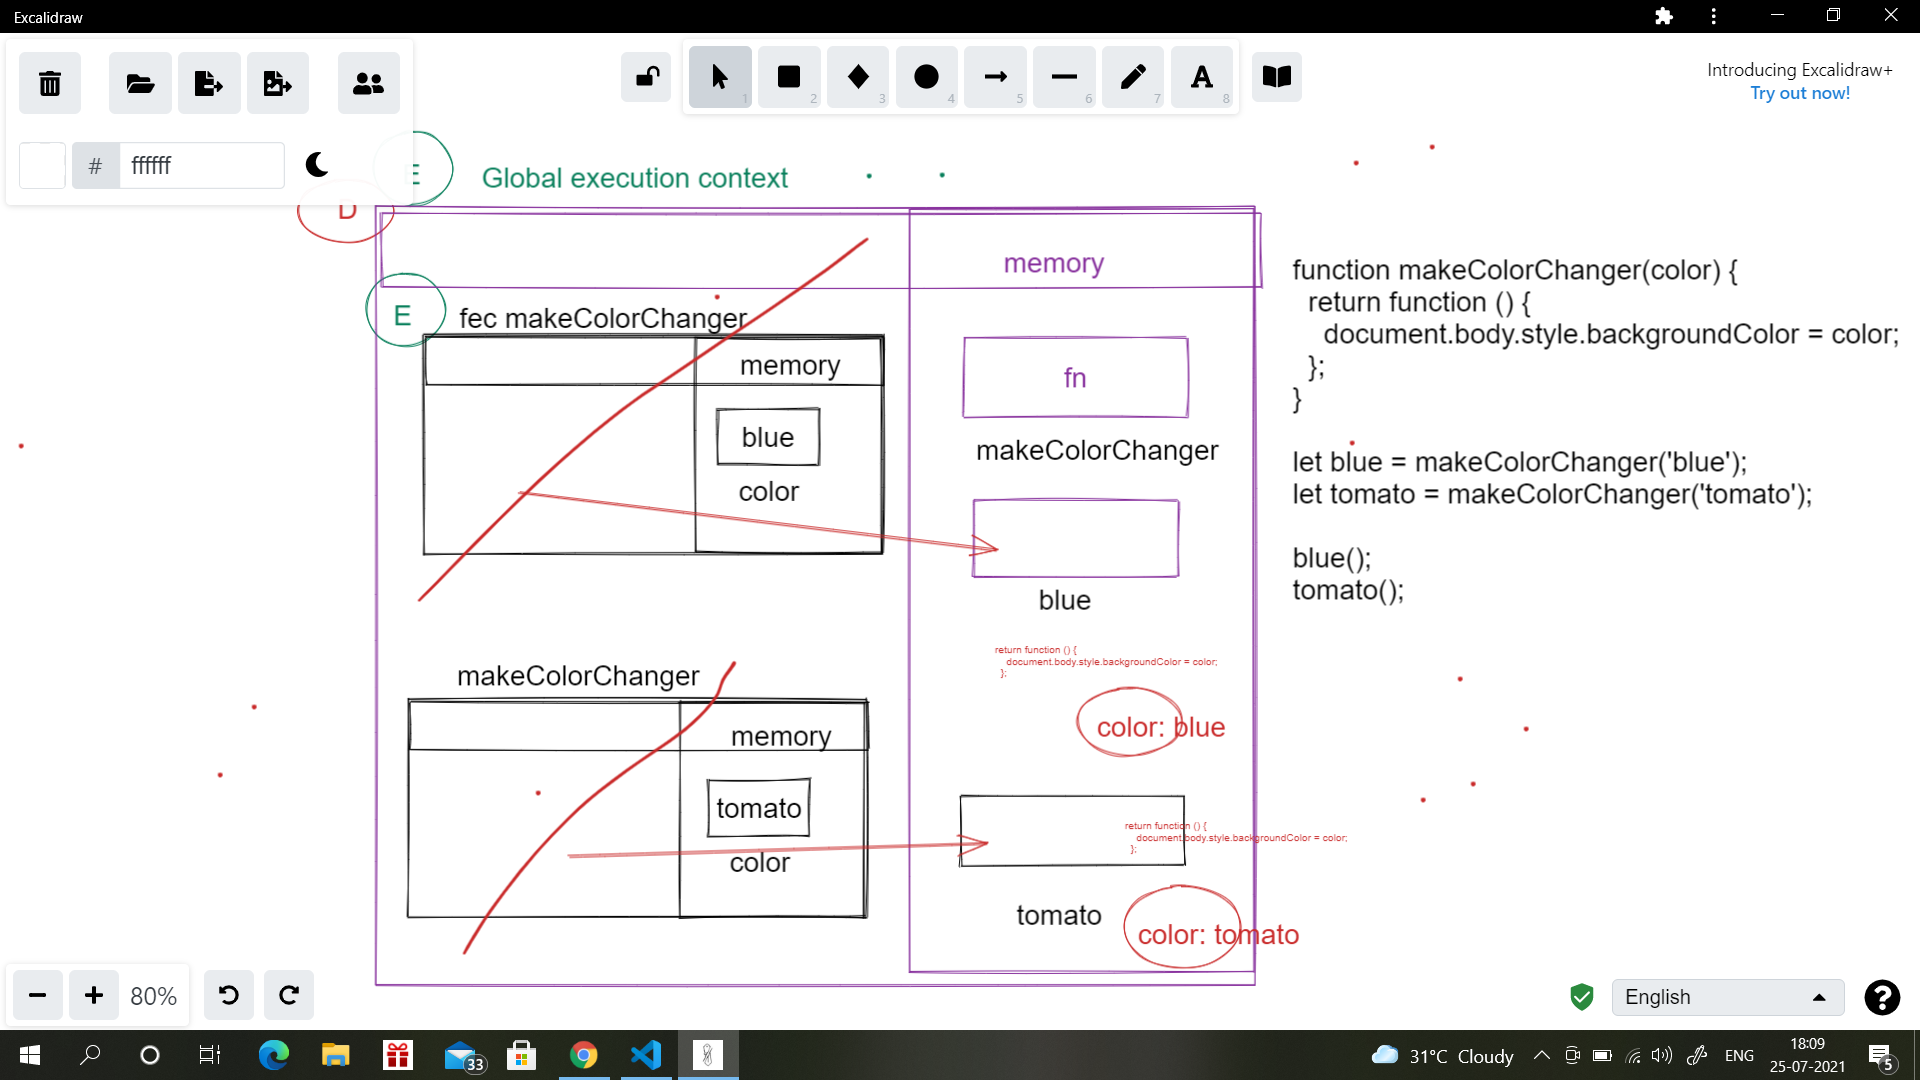 Excalidraw
1
2
3
4
5
6
7
8
Introducing Excalidraw+
Try out now!
#
ffffff
E
D
Global execution context
memory
E
fec makeColorChanger
memory
blue
color
fn
makeColorChanger
blue
return function () {
document.body.style.backgroundColor = color;
};
color: blue
makeColorChanger
memory
tomato
color
return function () {
document.body.style.backgroundColor = color;
};
tomato
color: tomato
function makeColorChanger(color) {
return function () {
document.body.style.backgroundColor = color;
};
}
let blue = makeColorChanger('blue');
let tomato = makeColorChanger('tomato');
blue();
tomato();
80%
English
?
33
31°C Cloudy
ENG
18:09
25-07-2021
5